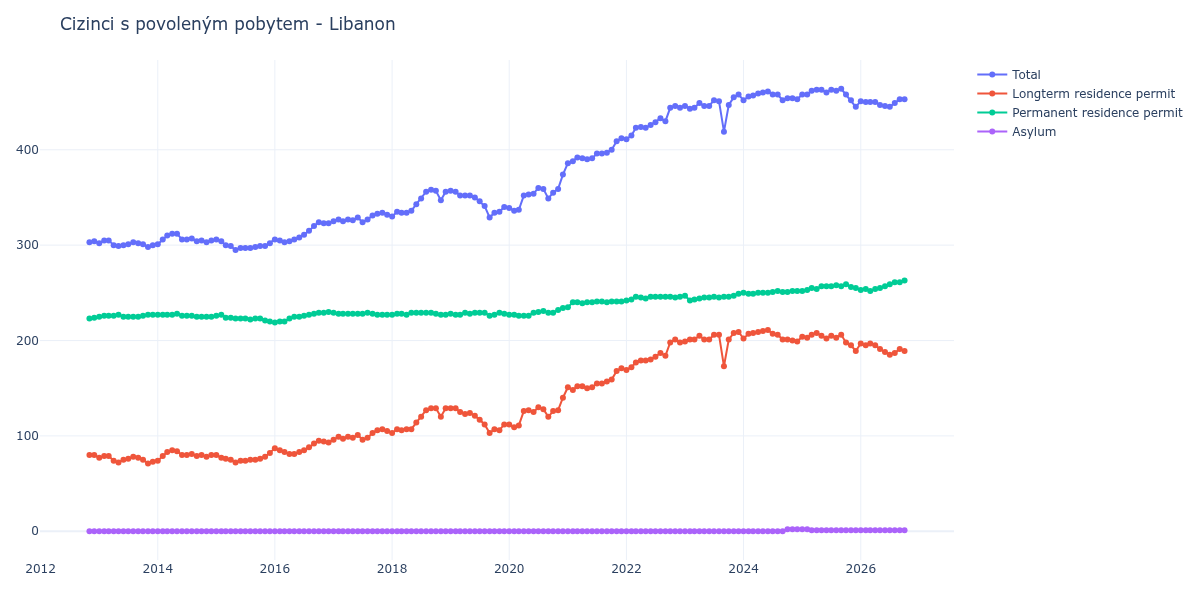 Cizinci s povoleným pobytem - Libanon
Total
Longterm residence permit
Permanent residence permit
Asylum
400
300
200
100
0
2012
2014
2016
2018
2020
2022
2024
2026